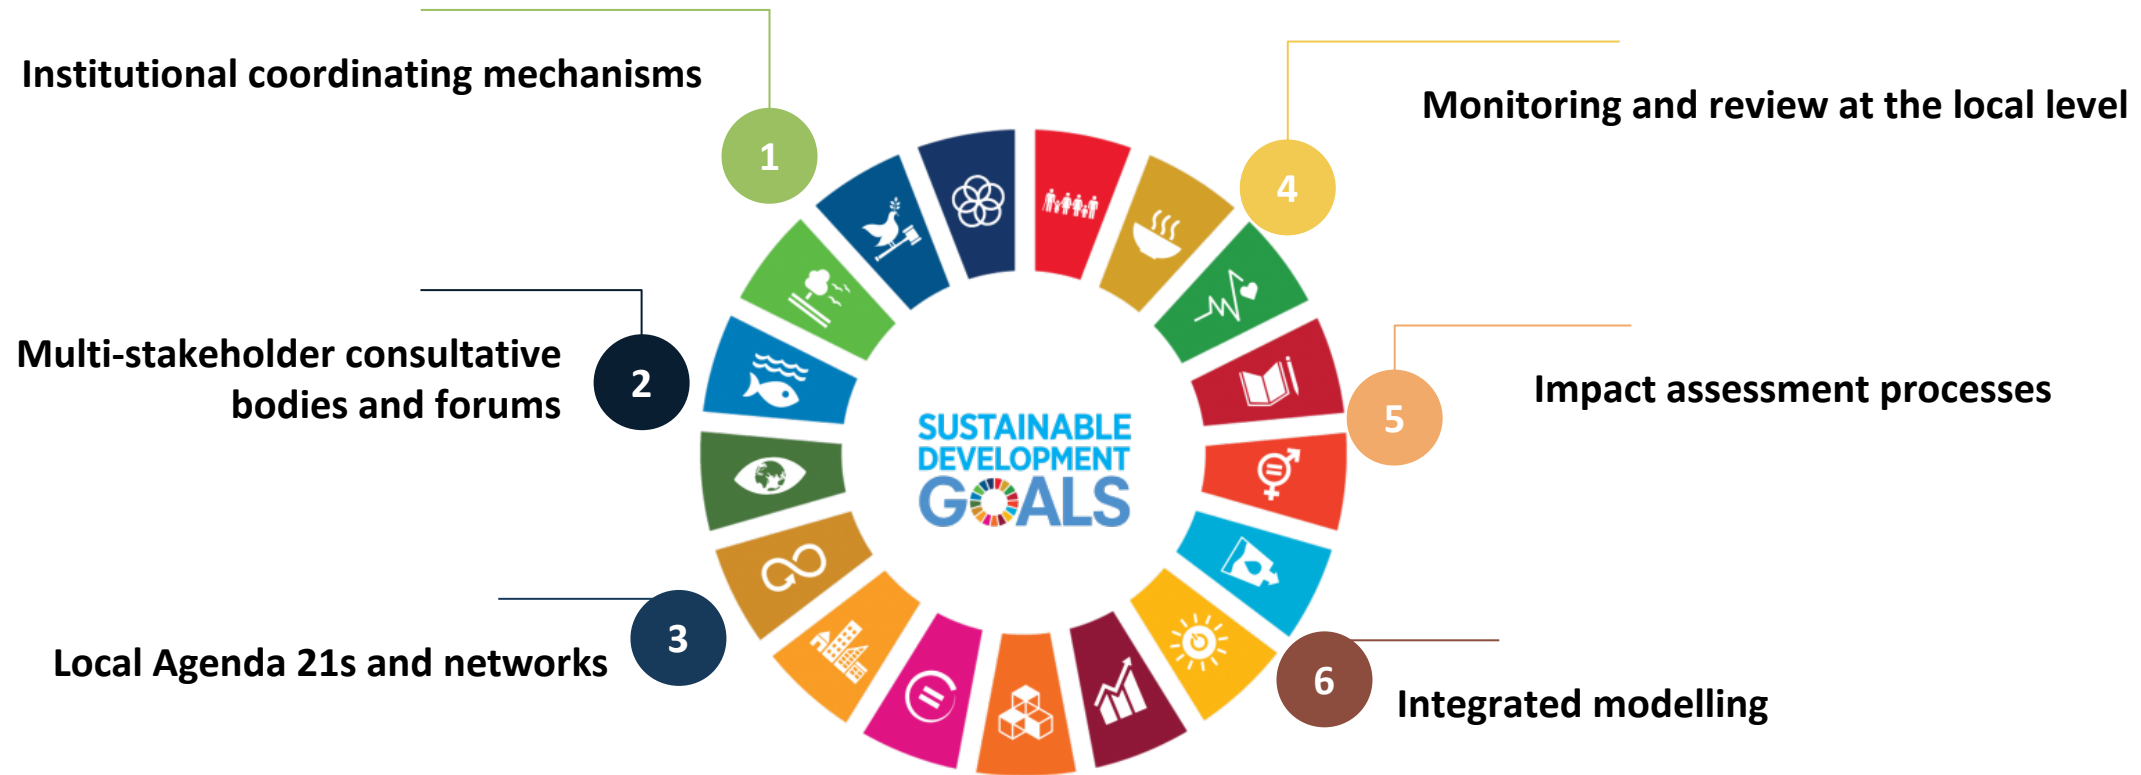 1
Institutional coordinating mechanisms
2
Multi-stakeholder consultative
bodies and forums
3
Local Agenda 21s and networks
4
Monitoring and review at the local level
5
Impact assessment processes
6
Integrated modelling
SUSTAINABLE
DEVELOPMENT
GOALS